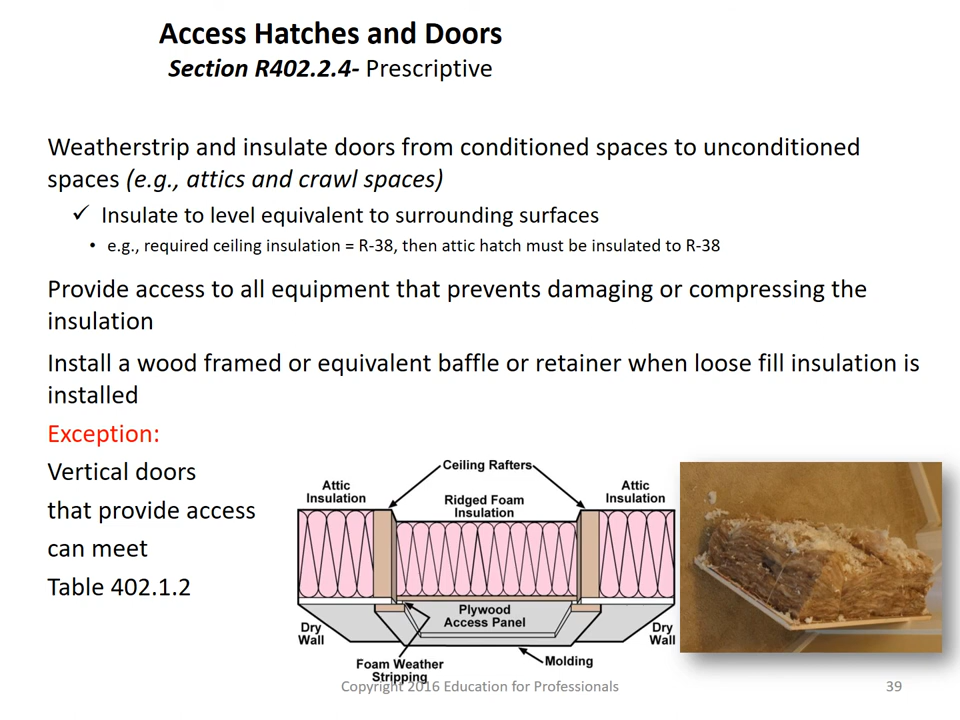 Access Hatches and Doors
Section R402.2.4- Prescriptive
Weatherstrip and insulate doors from conditioned spaces to unconditioned
spaces (e.g., attics and crawl spaces)
✓ Insulate to level equivalent to surrounding surfaces
• e.g., required ceiling insulation = R-38, then attic hatch must be insulated to R-38
Provide access to all equipment that prevents damaging or compressing the
insulation
Install a wood framed or equivalent baffle or retainer when loose fill insulation is
installed
Exception:
Vertical doors
that provide access
can meet
Table 402.1.2
Ceiling Rafters
Attic
Insulation
Ridged Foam
Insulation
Attic
Insulation
Plywood
Access Panel
Dry
Wall
Dry
Wall
Foam Weather
Stripping
Molding
Copyright 2016 Education for Professionals
39